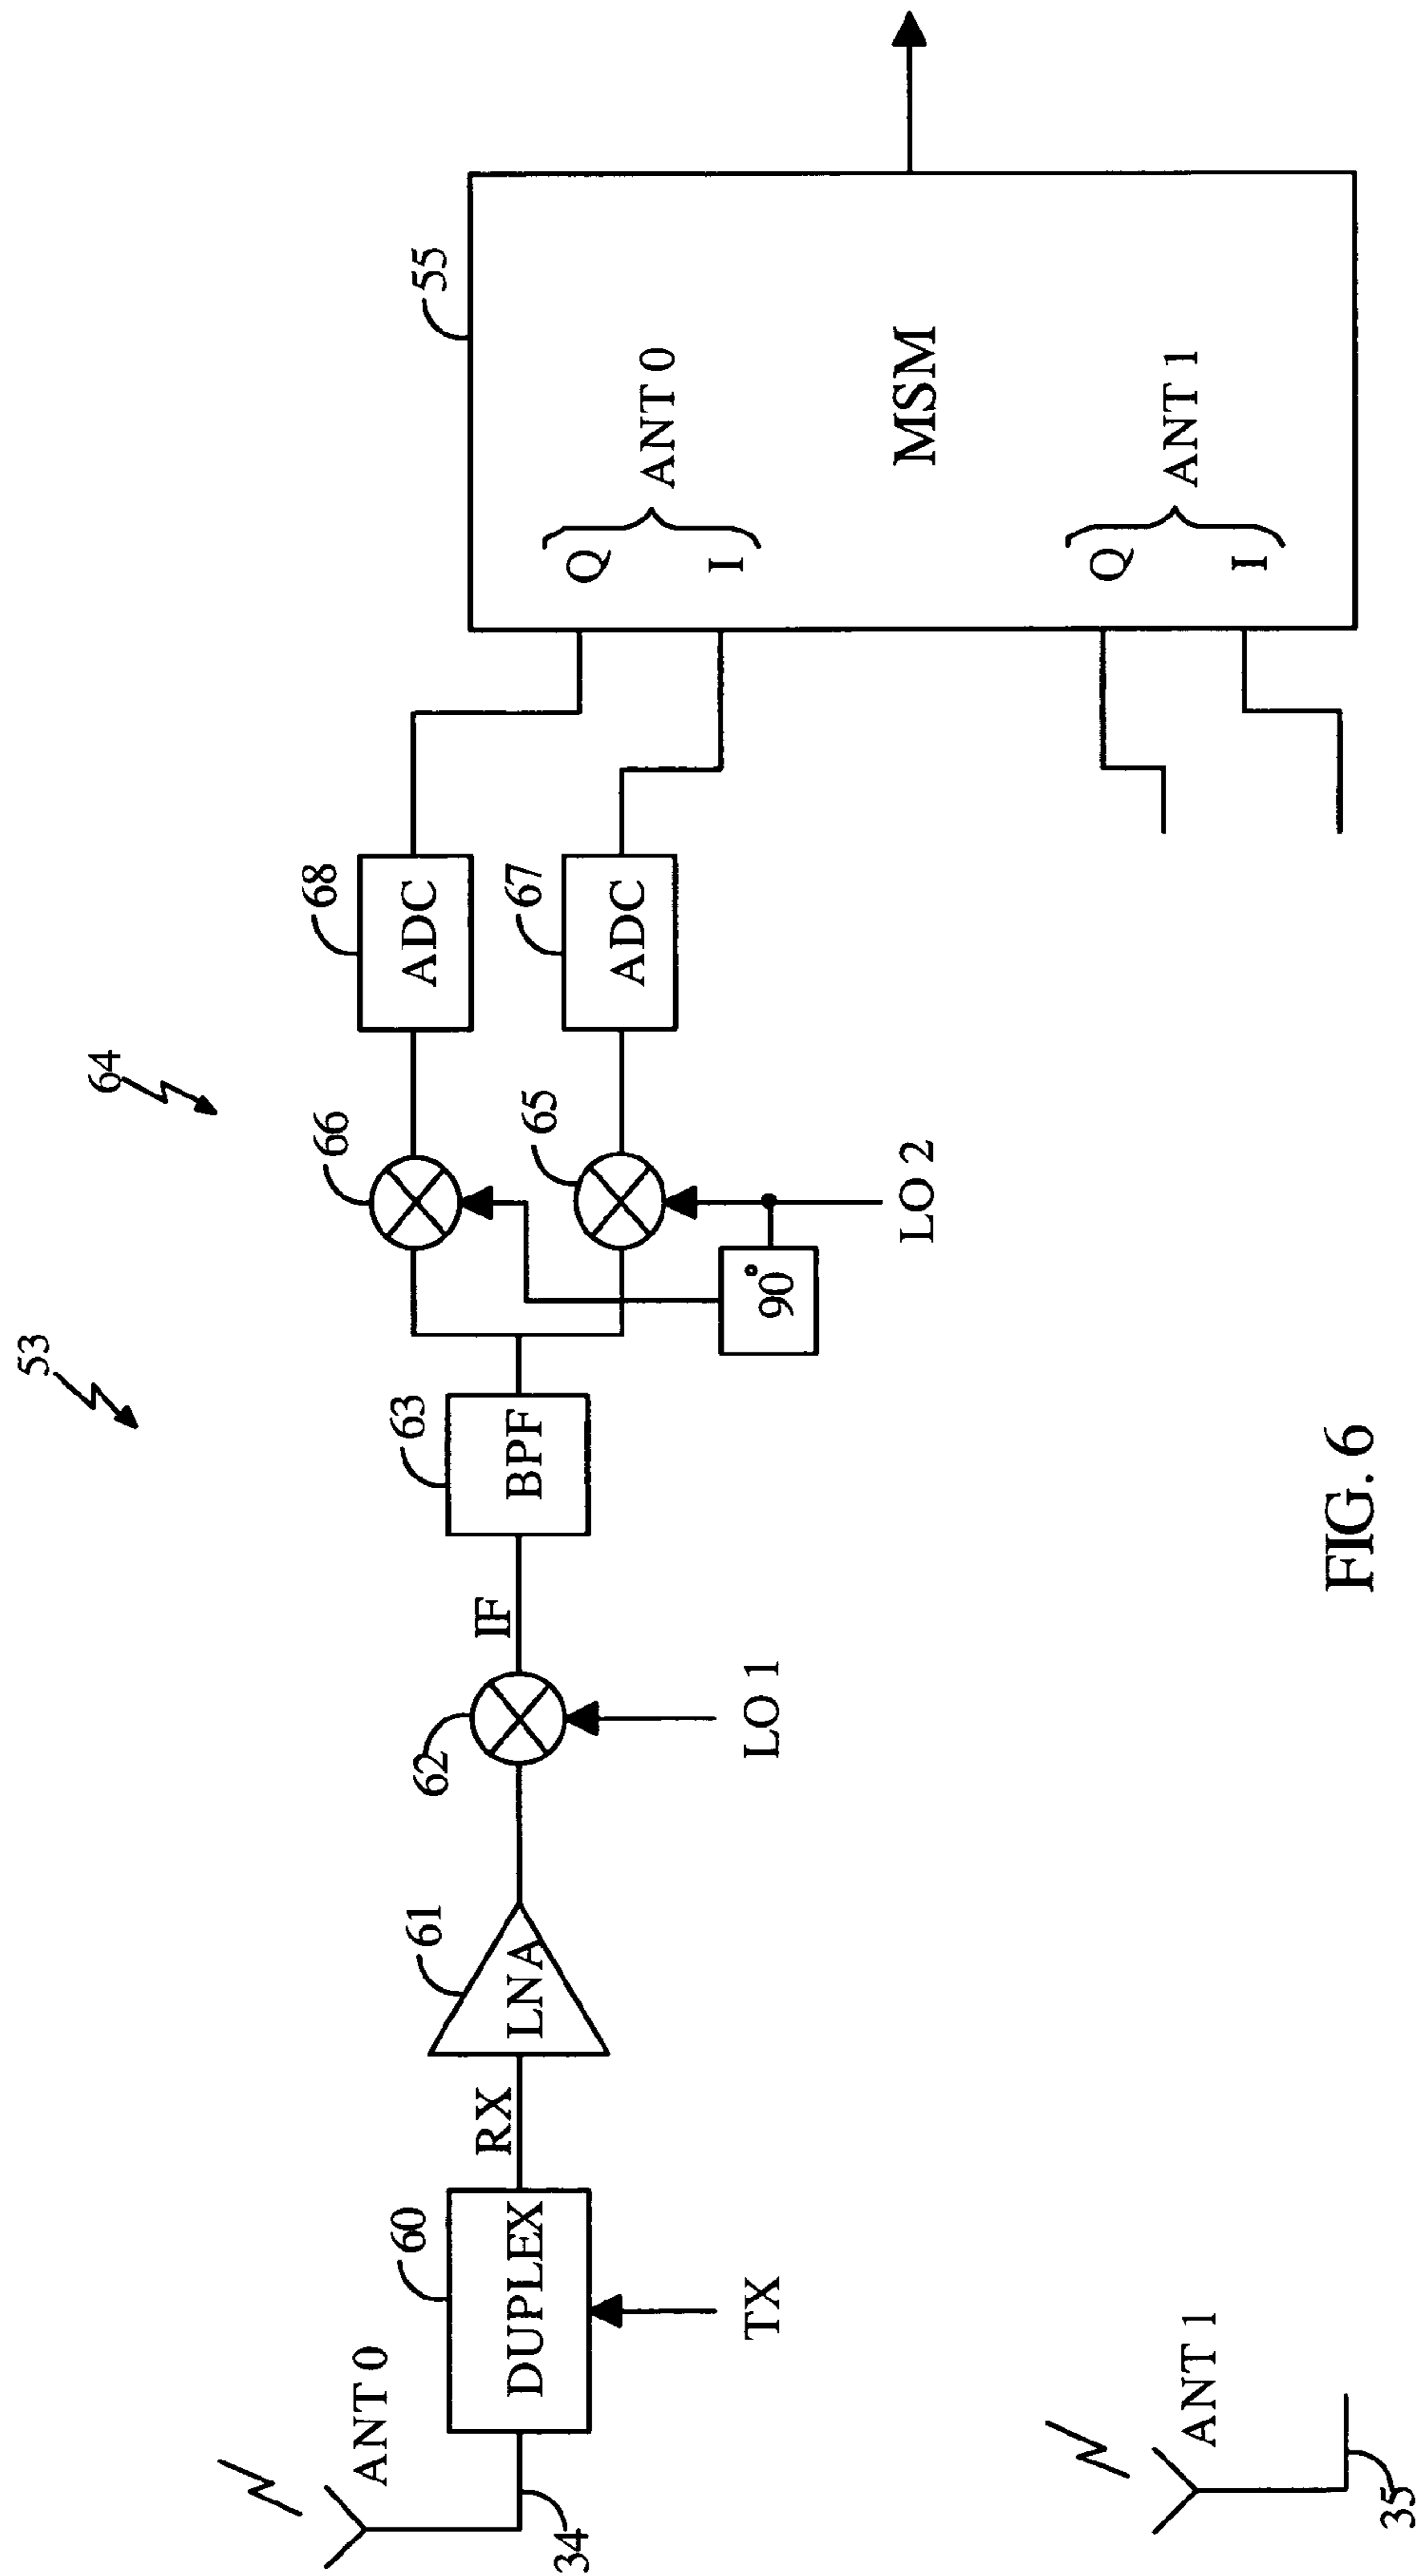 53
64
ANT 0
34
60
DUPLEX
TX
RX
61
LNA
62
LO 1
IF
63
BPF
66
65
90°
LO 2
68
ADC
67
ADC
55
Q
I
ANT 0
MSM
Q
I
ANT 1
ANT 1
35
FIG. 6